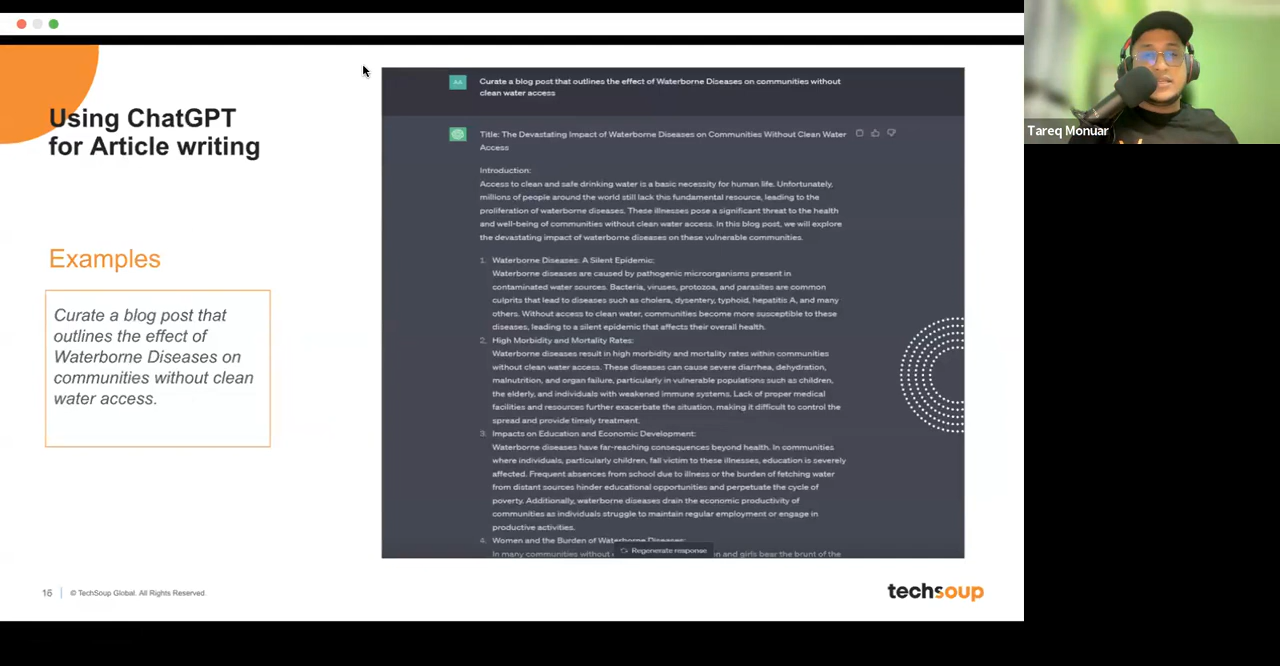 Using ChatGPT
for Article writing
Examples
Curate a blog post that
outlines the effect of
Waterborne Diseases on
communities without clean
water access.
AA
Curate a blog post that outlines the effect of Waterborne Diseases on communities without
clean water access
Title: The Devastating Impact of Waterborne Diseases on Communities Without Clean Water
Access
Introduction:
Access to clean and safe drinking water is a basic necessity for human life. Unfortunately,
millions of people around the world still lack this fundamental resource, leading to the
proliferation of waterborne diseases. These illnesses pose a significant threat to the health
and well-being of communities without clean water access. In this blog post, we will explore
the devastating impact of waterborne diseases on these vulnerable communities.
1. Waterborne Diseases: A Silent Epidemic:
Waterborne diseases are caused by pathogenic microorganisms present in
contaminated water sources. Bacteria, viruses, protozoa, and parasites are common
culprits that lead to diseases such as cholera, dysentery, typhoid, hepatitis A, and many
others. Without access to clean water, communities become more susceptible to these
diseases, leading to a silent epidemic that affects their overall health.
2. High Morbidity and Mortality Rates:
Waterborne diseases result in high morbidity and mortality rates within communities
without clean water access. These diseases can cause severe diarrhea, dehydration,
malnutrition, and organ failure, particularly in vulnerable populations such as children,
the elderly, and individuals with weakened immune systems. Lack of proper medical
facilities and resources further exacerbate the situation, making it difficult to control the
spread and provide timely treatment.
3. Impacts on Education and Economic Development:
Waterborne diseases have far-reaching consequences beyond health. In communities
where individuals, particularly children, fall victim to these illnesses, education is severely
affected. Frequent absences from school due to illness or the burden of fetching water
from distant sources hinder educational opportunities and perpetuate the cycle of
poverty. Additionally, waterborne diseases drain the economic productivity of
communities as individuals struggle to maintain regular employment or engage in
productive activities.
4. Women and the Burden of Waterborne Diseases:
In many communities without and girls bear the brunt of the
Regenerate response
16 © TechSoup Global. All Rights Reserved.
techsoup
Tareq Monuar